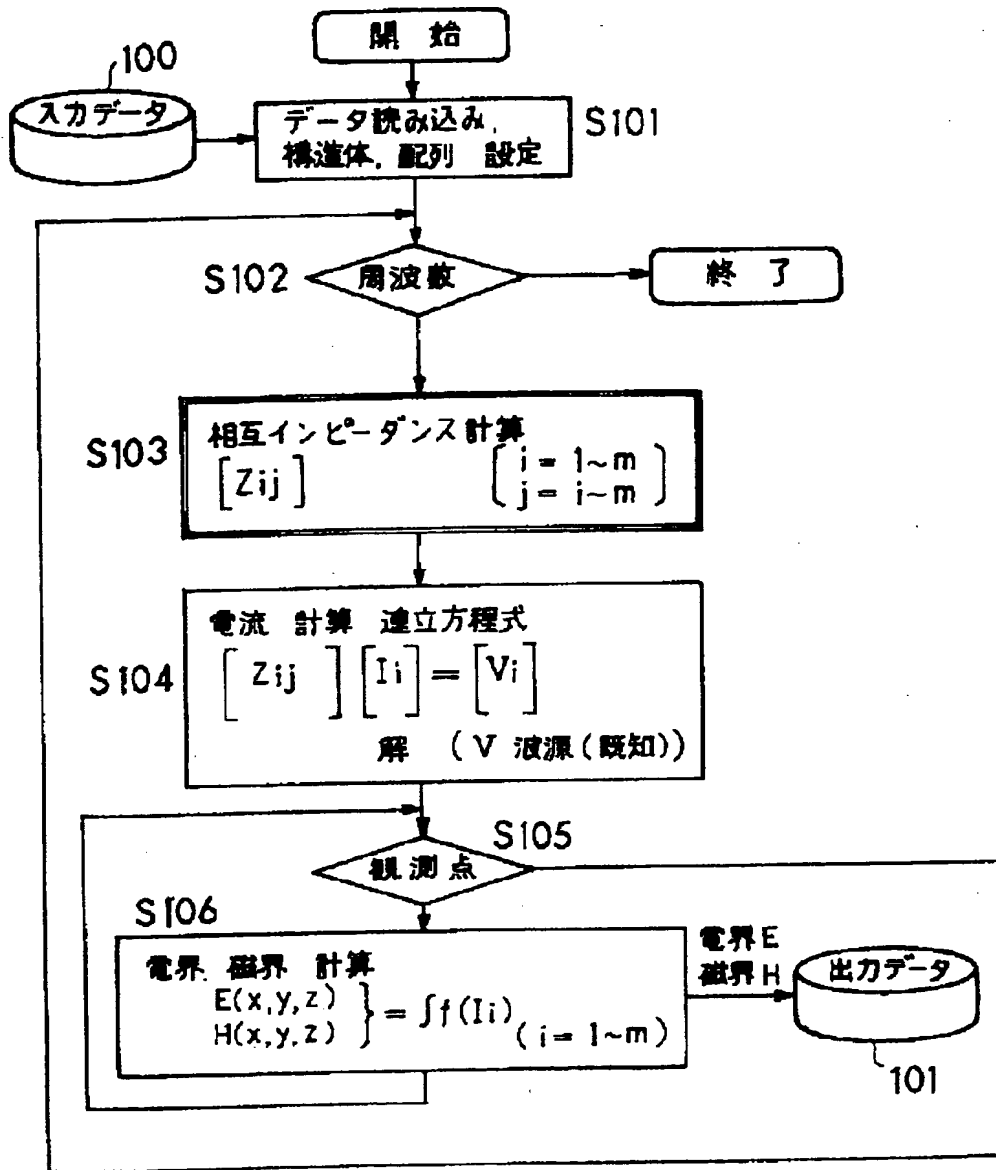 開 始
100
入力データ
データ読み込み,
構造体, 配列 設定
S101
S102
周波数
終 了
S103
相互インピーダンス計算
[Zij] (i = 1~m
j = i~m)
S104
電流 計算 連立方程式
[Zij] [Ii] = [Vi]
解 (V 波源(既知))
S105
観測点
S106
電界, 磁界 計算
E(x,y,z)
H(x,y,z) } = ∫f(Ii) (i = 1~m)
電界E
磁界H
出力データ
101